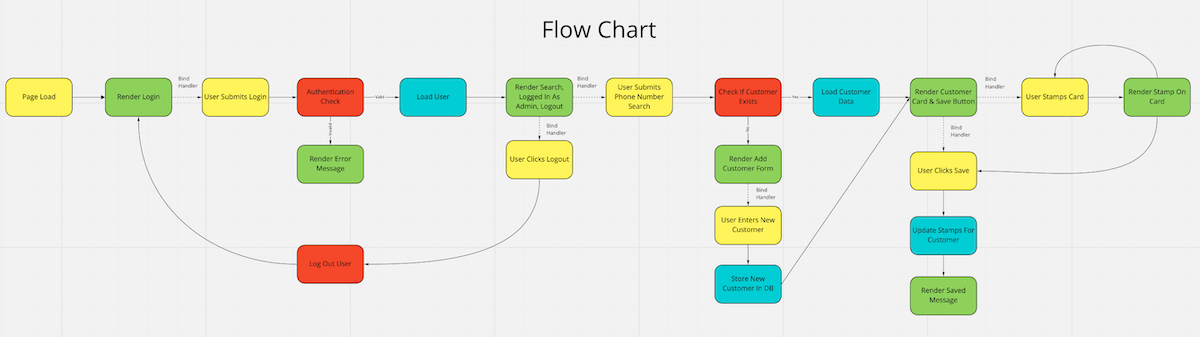 Flow Chart
Page Load
Render Login
Bind
Handler
User Submits Login
Authentication
Check
Valid
Load User
Render Search,
Logged In As
Admin, Logout
Bind
Handler
User Submits
Phone Number
Search
Check If Customer
Exists
Yes
Load Customer
Data
Render Customer
Card & Save Button
Bind
Handler
User Stamps Card
Render Stamp On
Card
Invalid
Render Error
Message
Bind
Handler
User Clicks Logout
Log Out User
No
Render Add
Customer Form
Bind
Handler
User Enters New
Customer
Store New
Customer In DB
Bind
Handler
User Clicks Save
Update Stamps For
Customer
Render Saved
Message